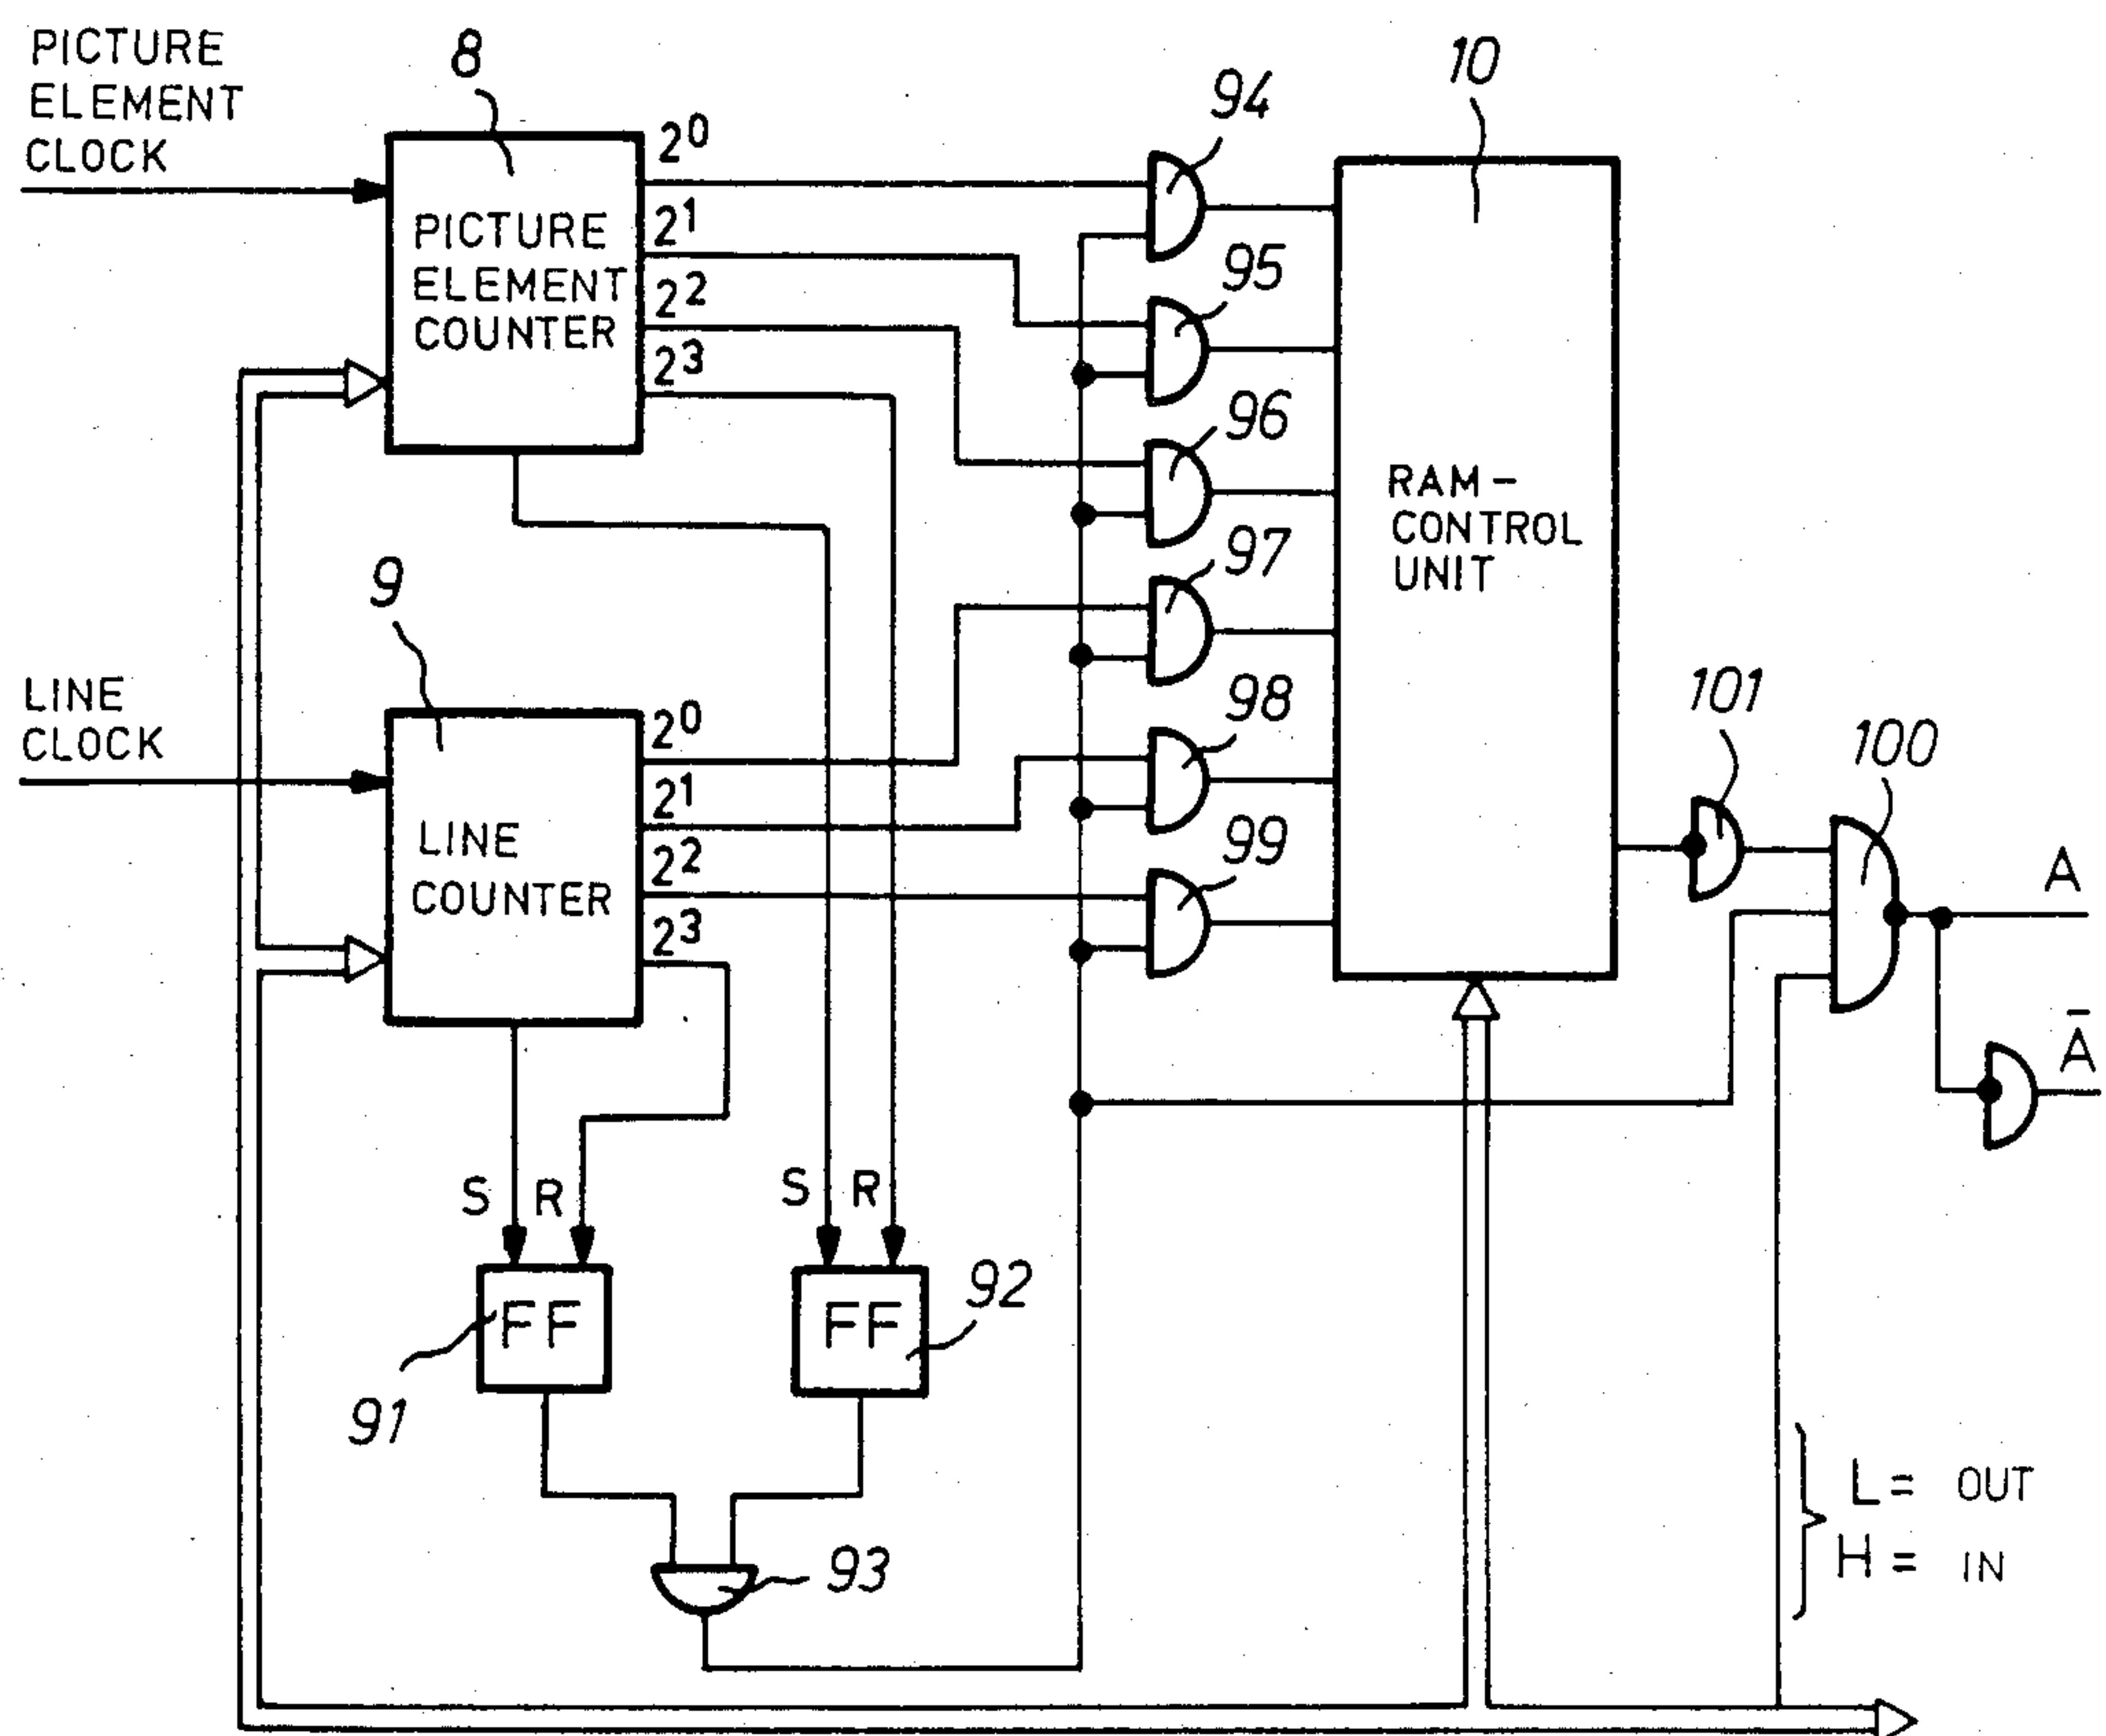 PICTURE
ELEMENT
CLOCK
8
PICTURE
ELEMENT
COUNTER
2⁰
2¹
2²
2³
94
95
96
97
98
99
10
RAM-
CONTROL
UNIT
LINE
CLOCK
9
LINE
COUNTER
2⁰
2¹
2²
2³
101
100
A
Ā
S R
S R
FF
91
FF
92
93
L = OUT
H = IN